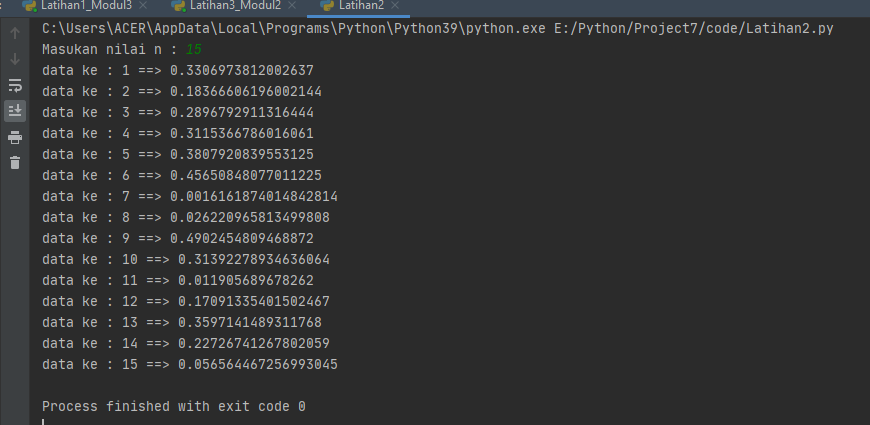 Latihan1_Modul3 Latihan3_Modul2 Latihan2
C:\Users\ACER\AppData\Local\Programs\Python\Python39\python.exe E:/Python/Project7/code/Latihan2.py
Masukan nilai n : 15
data ke : 1 ==> 0.3306973812002637
data ke : 2 ==> 0.18366606196002144
data ke : 3 ==> 0.2896792911316444
data ke : 4 ==> 0.3115366786016061
data ke : 5 ==> 0.3807920839553125
data ke : 6 ==> 0.45650848077011225
data ke : 7 ==> 0.0016161874014842814
data ke : 8 ==> 0.026220965813499808
data ke : 9 ==> 0.4902454809468872
data ke : 10 ==> 0.31392278934636064
data ke : 11 ==> 0.011905689678262
data ke : 12 ==> 0.17091335401502467
data ke : 13 ==> 0.3597141489311768
data ke : 14 ==> 0.22726741267802059
data ke : 15 ==> 0.056564467256993045
Process finished with exit code 0